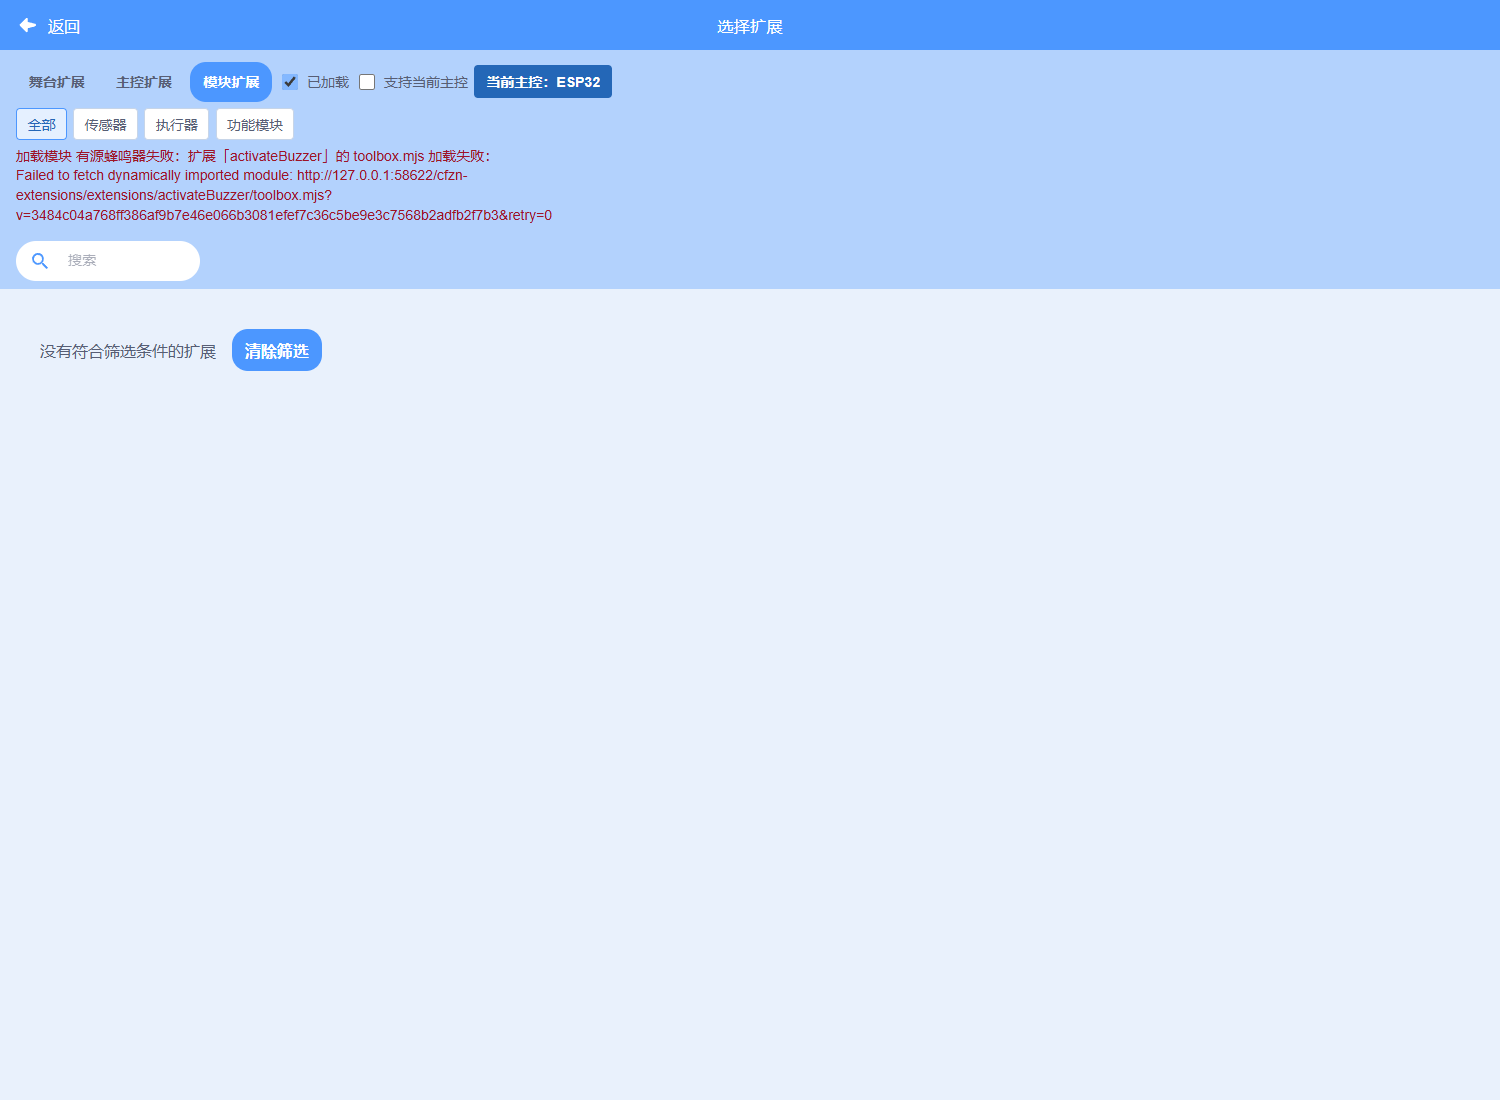 返回
选择扩展
舞台扩展 主控扩展 模块扩展 已加载 支持当前主控 当前主控：ESP32
全部 传感器 执行器 功能模块
加载模块 有源蜂鸣器失败：扩展「activateBuzzer」的 toolbox.mjs 加载失败：
Failed to fetch dynamically imported module: http://127.0.0.1:58622/cfzn-
extensions/extensions/activateBuzzer/toolbox.mjs?
v=3484c04a768ff386af9b7e46e066b3081efef7c36c5be9e3c7568b2adfb2f7b3&retry=0
搜索
没有符合筛选条件的扩展 清除筛选